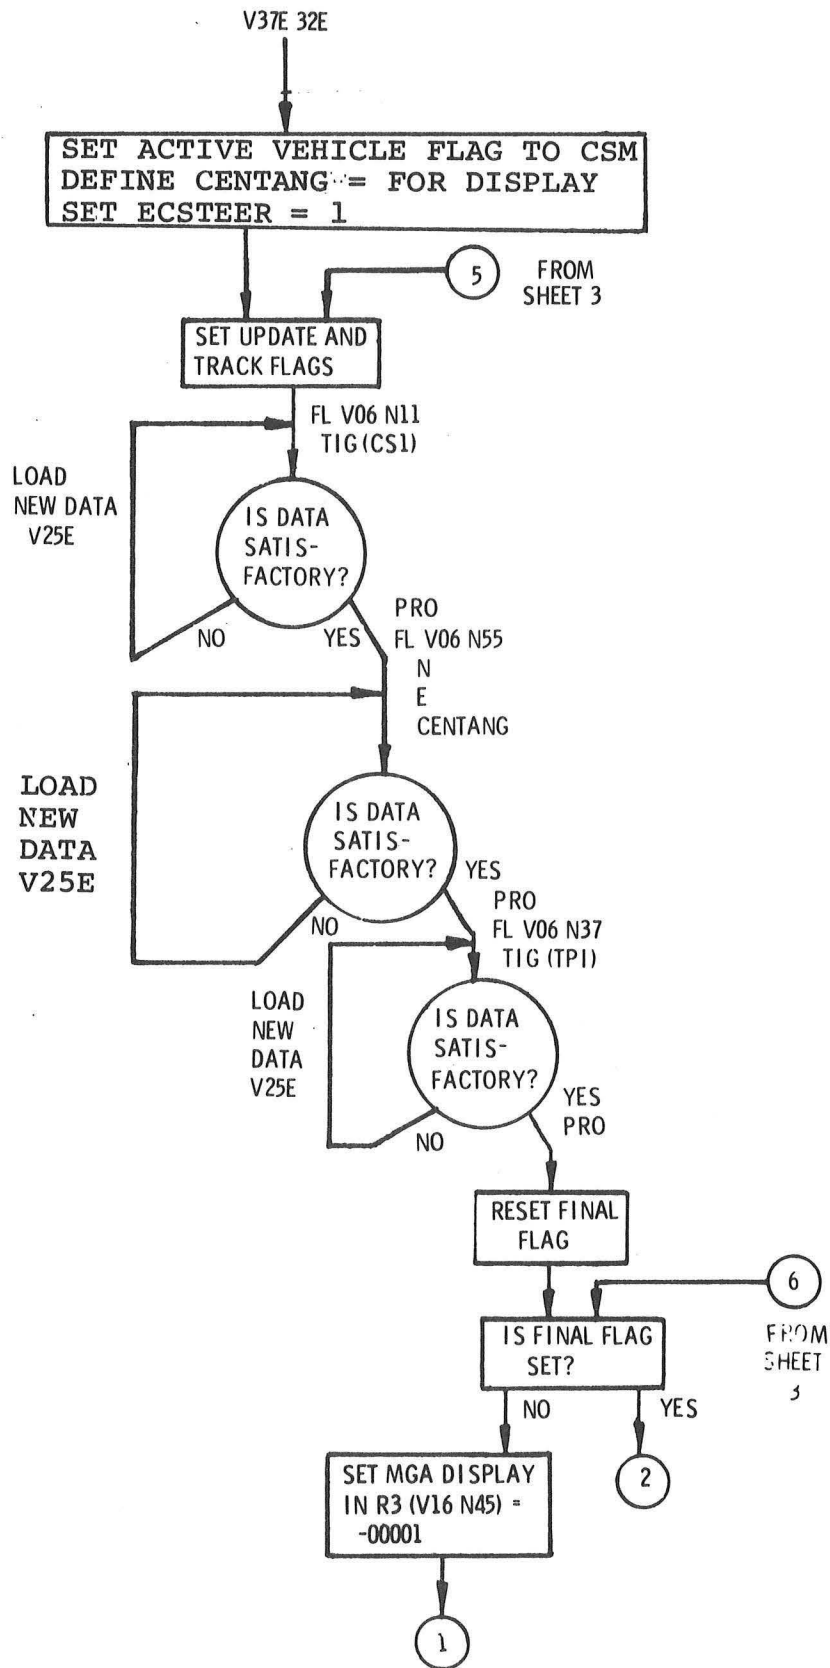 V37E 32E
SET ACTIVE VEHICLE FLAG TO CSM
DEFINE CENTANG = FOR DISPLAY
SET ECSTEER = 1
5
FROM
SHEET 3
SET UPDATE AND
TRACK FLAGS
FL V06 N11
TIG (CS1)
LOAD
NEW DATA
V25E
IS DATA
SATIS-
FACTORY?
NO
YES
PRO
FL V06 N55
N
E
CENTANG
LOAD
NEW
DATA
V25E
IS DATA
SATIS-
FACTORY?
NO
YES
PRO
FL V06 N37
TIG (TPI)
LOAD
NEW
DATA
V25E
IS DATA
SATIS-
FACTORY?
NO
YES
PRO
RESET FINAL
FLAG
6
FROM
SHEET
3
IS FINAL FLAG
SET?
NO
YES
2
SET MGA DISPLAY
IN R3 (V16 N45) =
-00001
1